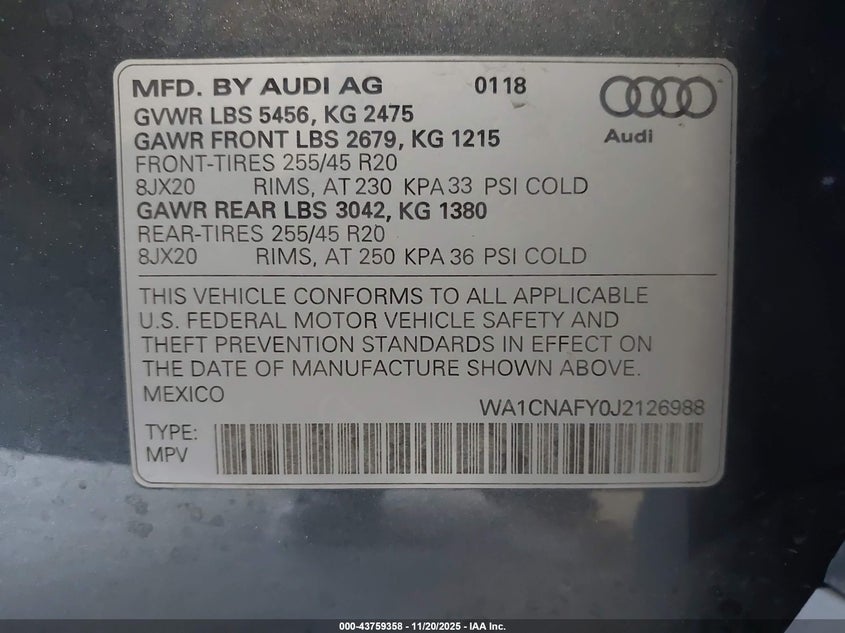 MFD. BY AUDI AG 0118
GVWR LBS 5456, KG 2475
GAWR FRONT LBS 2679, KG 1215
Audi
FRONT-TIRES 255/45 R20
8JX20 RIMS, AT 230 KPA 33 PSI COLD
GAWR REAR LBS 3042, KG 1380
REAR-TIRES 255/45 R20
8JX20 RIMS, AT 250 KPA 36 PSI COLD
THIS VEHICLE CONFORMS TO ALL APPLICABLE
U.S. FEDERAL MOTOR VEHICLE SAFETY AND
THEFT PREVENTION STANDARDS IN EFFECT ON
THE DATE OF MANUFACTURE SHOWN ABOVE.
MEXICO
WA1CNAFY0J2126988
TYPE:
MPV
000-43759358 - 11/20/2025 - IAA Inc.